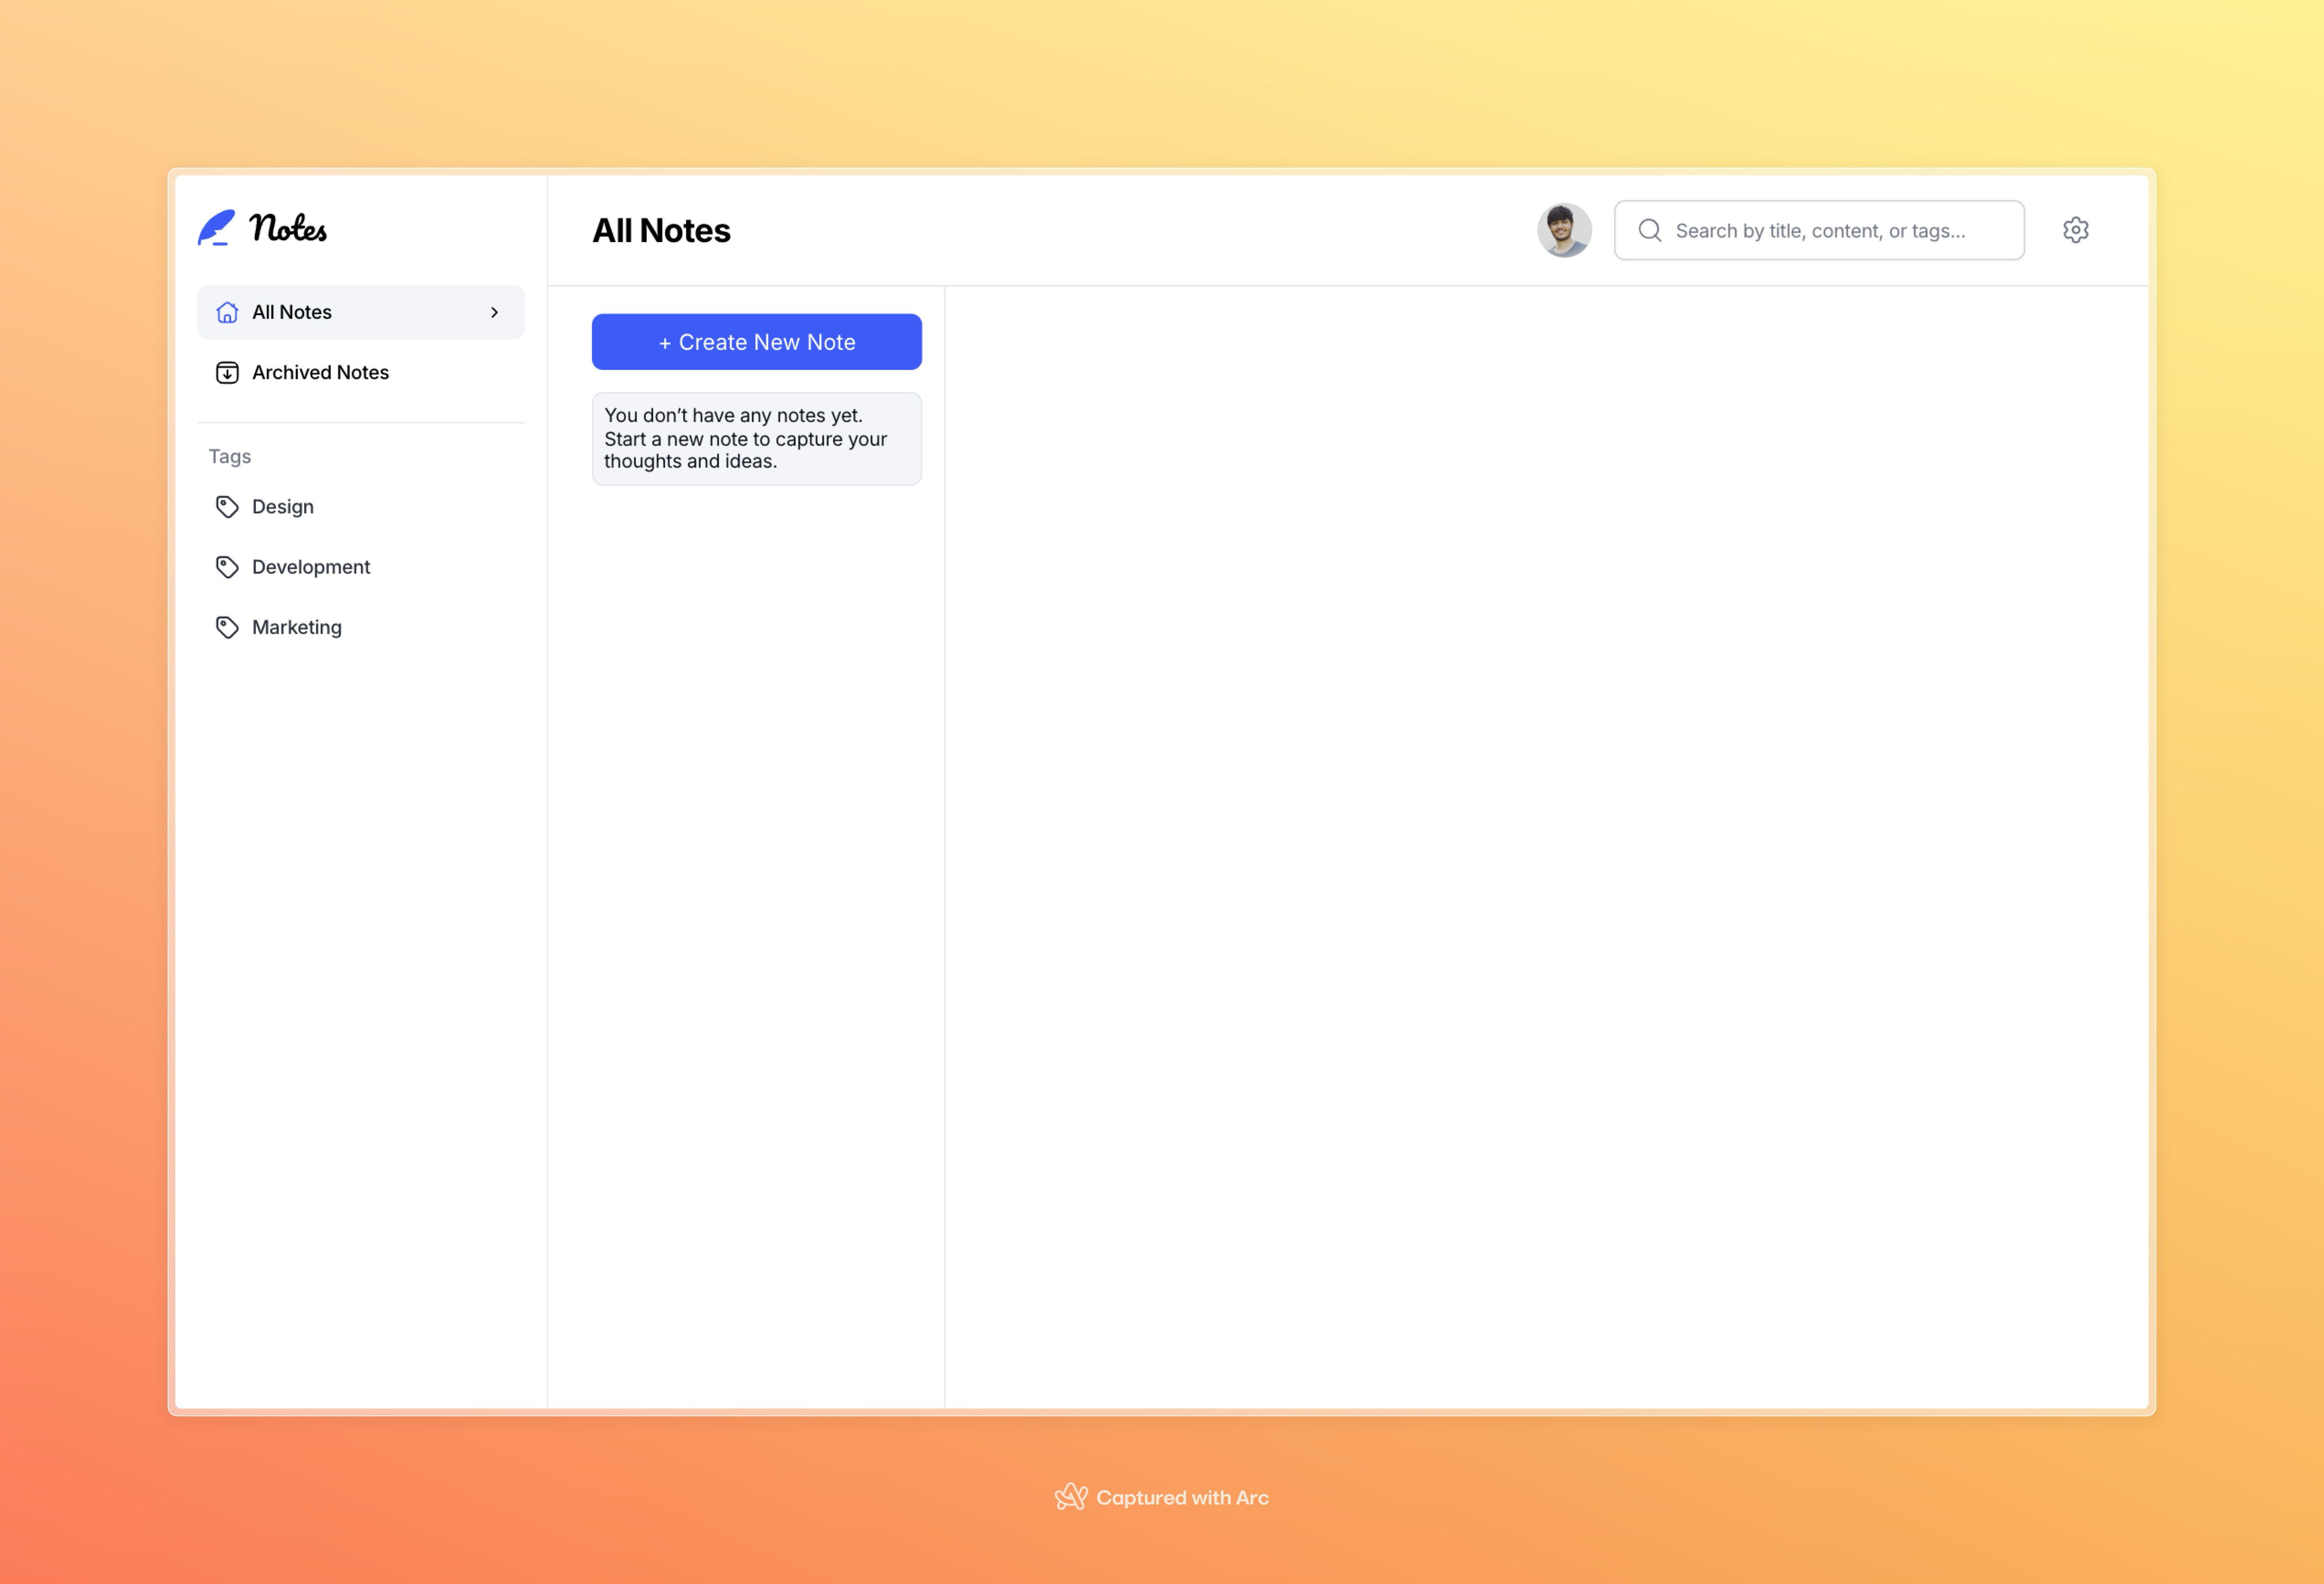 Notes
All Notes
Search by title, content, or tags...
All Notes
Archived Notes
Tags
Design
Development
Marketing
+ Create New Note
You don’t have any notes yet.
Start a new note to capture your
thoughts and ideas.
Captured with Arc